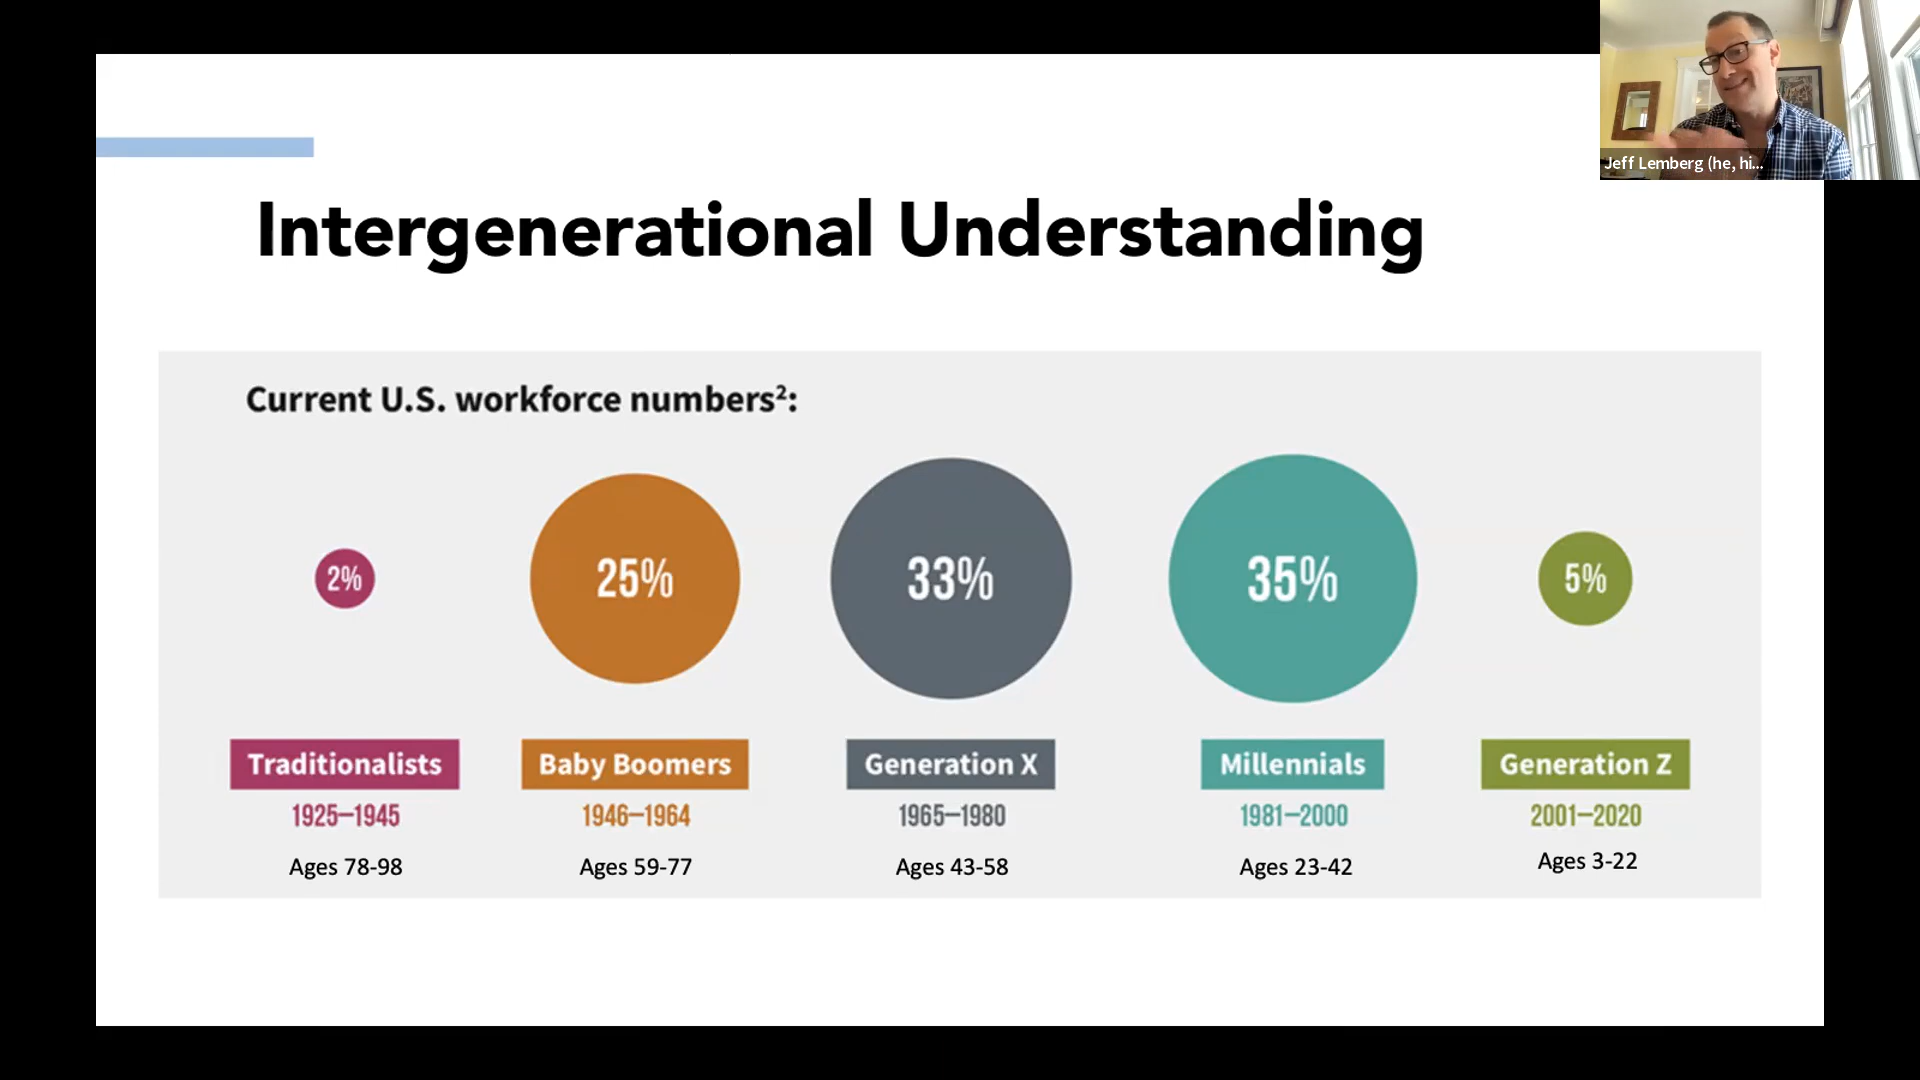 Jeff Lemberg (he, hi...
Intergenerational Understanding
Current U.S. workforce numbers²:
2%
25%
33%
35%
5%
Traditionalists
Baby Boomers
Generation X
Millennials
Generation Z
1925–1945
1946–1964
1965–1980
1981–2000
2001–2020
Ages 78-98
Ages 59-77
Ages 43-58
Ages 23-42
Ages 3-22